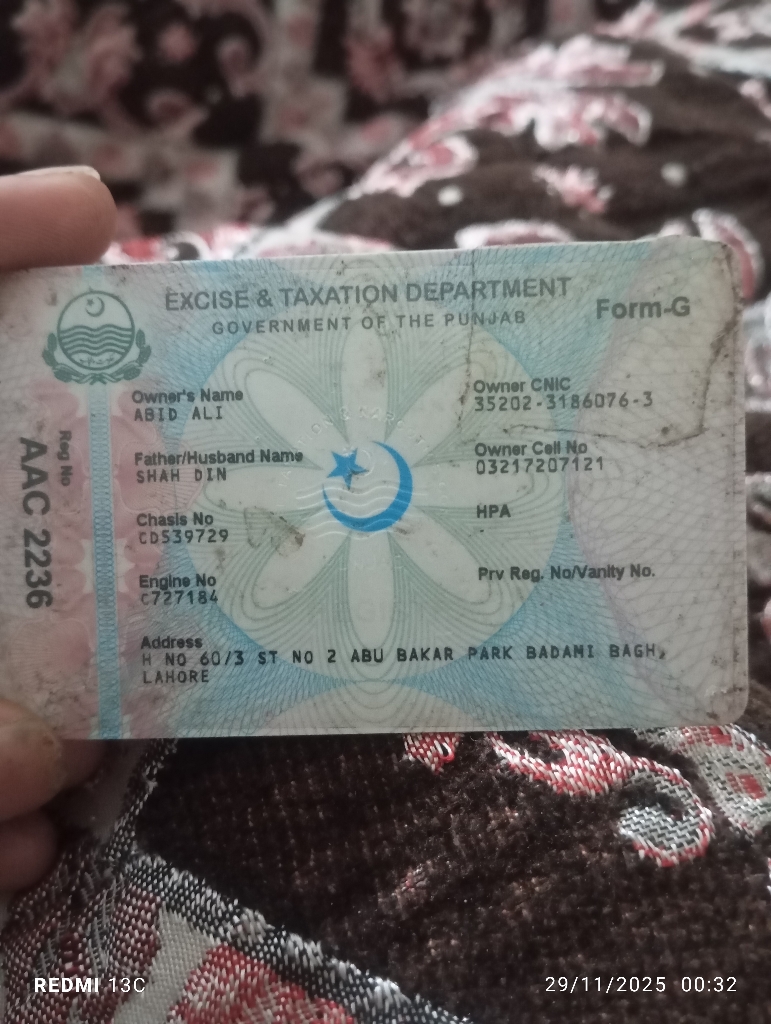 EXCISE & TAXATION DEPARTMENT
GOVERNMENT OF THE PUNJAB
Form-G
Reg No
AAC 2236
Owner's Name
ABID ALI
Owner CNIC
35202-3186076-3
Father/Husband Name
SHAH DIN
Owner Cell No
03217207121
Chasis No
CD539729
HPA
Engine No
C727184
Prv Reg. No/Vanity No.
Address
H NO 60/3 ST NO 2 ABU BAKAR PARK BADAMI BAGH,
LAHORE
REDMI 13C
29/11/2025 00:32